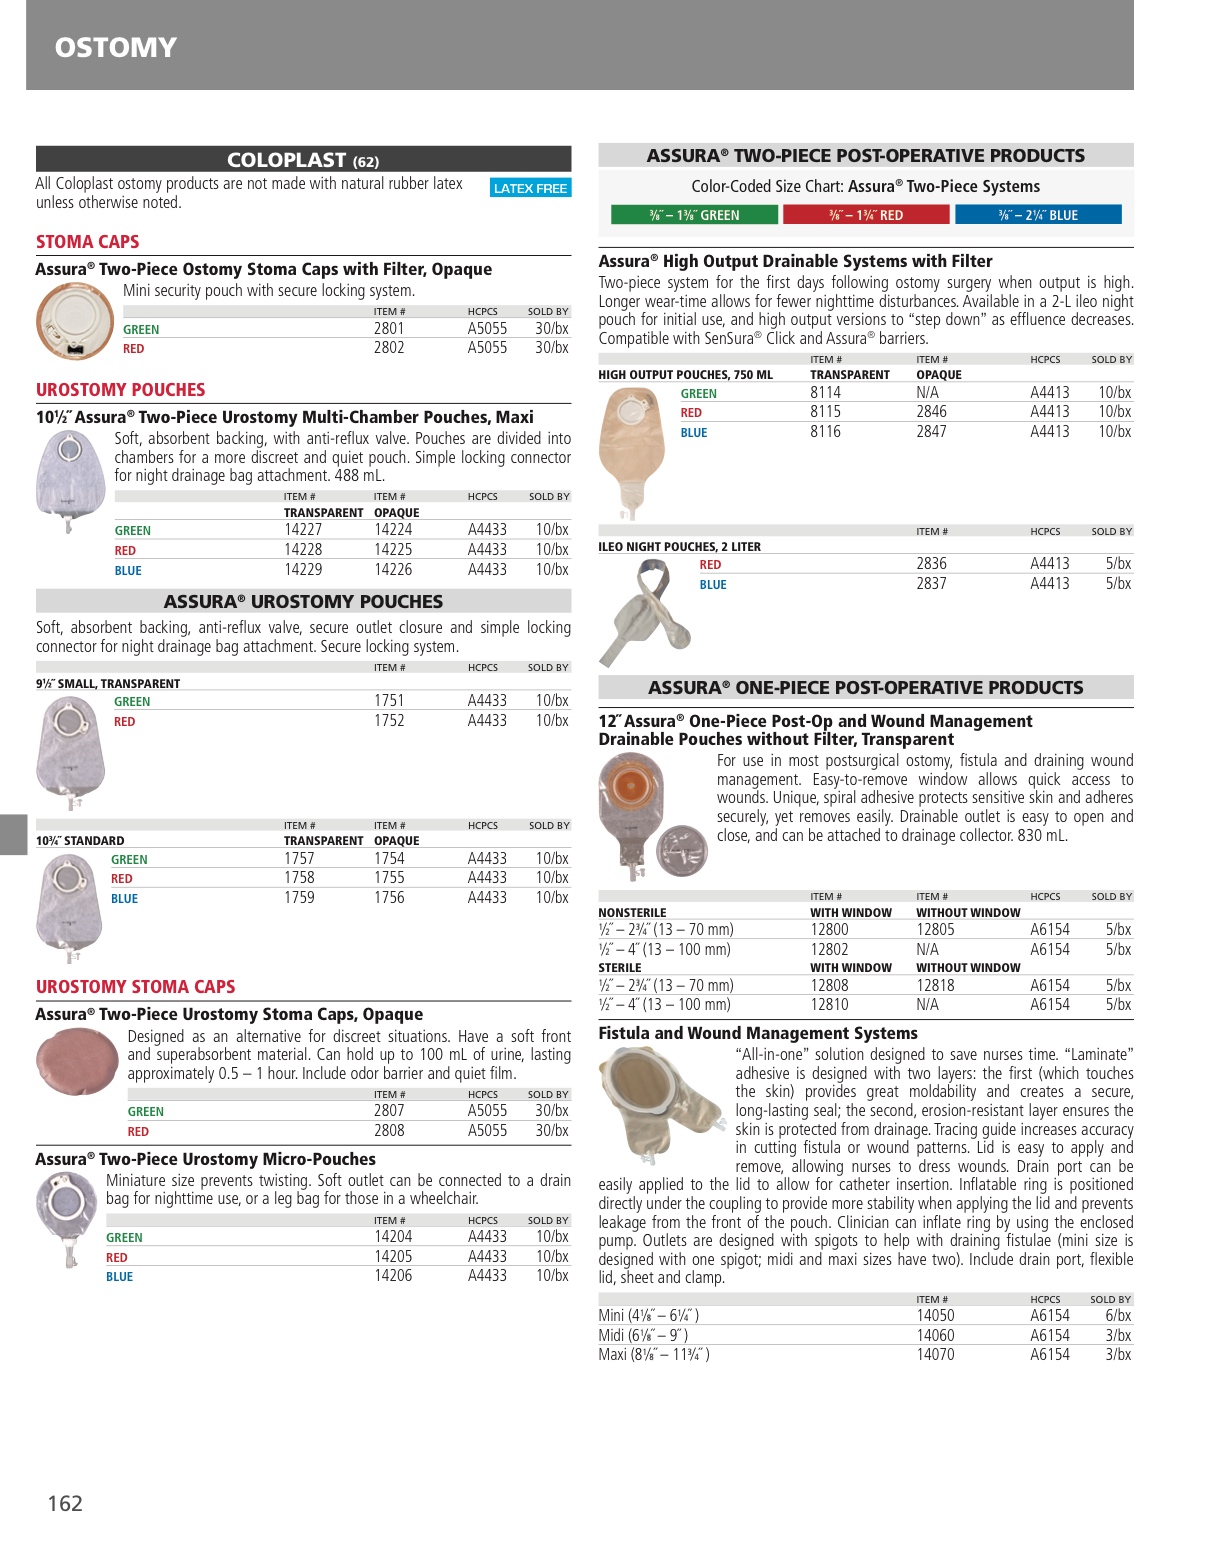 OSTOMY
COLOPLAST (62)
All Coloplast ostomy products are not made with natural rubber latex
unless otherwise noted.
LATEX FREE
STOMA CAPS
Assura® Two-Piece Ostomy Stoma Caps with Filter, Opaque
Mini security pouch with secure locking system.
ITEM # HCPCS SOLD BY
GREEN 2801 A5055 30/bx
RED 2802 A5055 30/bx
UROSTOMY POUCHES
10½˝ Assura® Two-Piece Urostomy Multi-Chamber Pouches, Maxi
Soft, absorbent backing, with anti-reflux valve. Pouches are divided into
chambers for a more discreet and quiet pouch. Simple locking connector
for night drainage bag attachment. 488 mL.
ITEM # ITEM # HCPCS SOLD BY
TRANSPARENT OPAQUE
GREEN 14227 14224 A4433 10/bx
RED 14228 14225 A4433 10/bx
BLUE 14229 14226 A4433 10/bx
ASSURA® UROSTOMY POUCHES
Soft, absorbent backing, anti-reflux valve, secure outlet closure and simple locking
connector for night drainage bag attachment. Secure locking system.
ITEM # HCPCS SOLD BY
9½˝ SMALL, TRANSPARENT
GREEN 1751 A4433 10/bx
RED 1752 A4433 10/bx
ITEM # ITEM # HCPCS SOLD BY
10¾˝ STANDARD TRANSPARENT OPAQUE
GREEN 1757 1754 A4433 10/bx
RED 1758 1755 A4433 10/bx
BLUE 1759 1756 A4433 10/bx
UROSTOMY STOMA CAPS
Assura® Two-Piece Urostomy Stoma Caps, Opaque
Designed as an alternative for discreet situations. Have a soft front
and superabsorbent material. Can hold up to 100 mL of urine, lasting
approximately 0.5 – 1 hour. Include odor barrier and quiet film.
ITEM # HCPCS SOLD BY
GREEN 2807 A5055 30/bx
RED 2808 A5055 30/bx
Assura® Two-Piece Urostomy Micro-Pouches
Miniature size prevents twisting. Soft outlet can be connected to a drain
bag for nighttime use, or a leg bag for those in a wheelchair.
ITEM # HCPCS SOLD BY
GREEN 14204 A4433 10/bx
RED 14205 A4433 10/bx
BLUE 14206 A4433 10/bx
ASSURA® TWO-PIECE POST-OPERATIVE PRODUCTS
Color-Coded Size Chart: Assura® Two-Piece Systems
⅜˝ – 1⅜˝ GREEN
⅜˝ – 1¾˝ RED
⅜˝ – 2¼˝ BLUE
Assura® High Output Drainable Systems with Filter
Two-piece system for the first days following ostomy surgery when output is high.
Longer wear-time allows for fewer nighttime disturbances. Available in a 2-L ileo night
pouch for initial use, and high output versions to “step down” as effluence decreases.
Compatible with SenSura® Click and Assura® barriers.
ITEM # ITEM # HCPCS SOLD BY
HIGH OUTPUT POUCHES, 750 ML TRANSPARENT OPAQUE
GREEN 8114 N/A A4413 10/bx
RED 8115 2846 A4413 10/bx
BLUE 8116 2847 A4413 10/bx
ITEM # HCPCS SOLD BY
ILEO NIGHT POUCHES, 2 LITER
RED 2836 A4413 5/bx
BLUE 2837 A4413 5/bx
ASSURA® ONE-PIECE POST-OPERATIVE PRODUCTS
12˝ Assura® One-Piece Post-Op and Wound Management
Drainable Pouches without Filter, Transparent
For use in most postsurgical ostomy, fistula and draining wound
management. Easy-to-remove window allows quick access to
wounds. Unique, spiral adhesive protects sensitive skin and adheres
securely, yet removes easily. Drainable outlet is easy to open and
close, and can be attached to drainage collector. 830 mL.
ITEM # ITEM # HCPCS SOLD BY
NONSTERILE WITH WINDOW WITHOUT WINDOW
½˝ – 2¾˝ (13 – 70 mm) 12800 12805 A6154 5/bx
½˝ – 4˝ (13 – 100 mm) 12802 N/A A6154 5/bx
STERILE WITH WINDOW WITHOUT WINDOW
½˝ – 2¾˝ (13 – 70 mm) 12808 12818 A6154 5/bx
½˝ – 4˝ (13 – 100 mm) 12810 N/A A6154 5/bx
Fistula and Wound Management Systems
“All-in-one” solution designed to save nurses time. “Laminate”
adhesive is designed with two layers: the first (which touches
the skin) provides great moldability and creates a secure,
long-lasting seal; the second, erosion-resistant layer ensures the
skin is protected from drainage. Tracing guide increases accuracy
in cutting fistula or wound patterns. Lid is easy to apply and
remove, allowing nurses to dress wounds. Drain port can be
easily applied to the lid to allow for catheter insertion. Inflatable ring is positioned
directly under the coupling to provide more stability when applying the lid and prevents
leakage from the front of the pouch. Clinician can inflate ring by using the enclosed
pump. Outlets are designed with spigots to help with draining fistulae (mini size is
designed with one spigot; midi and maxi sizes have two). Include drain port, flexible
lid, sheet and clamp.
ITEM # HCPCS SOLD BY
Mini (4⅛˝ – 6¼˝ ) 14050 A6154 6/bx
Midi (6⅛˝ – 9˝ ) 14060 A6154 3/bx
Maxi (8⅛˝ – 11¾˝ ) 14070 A6154 3/bx
162